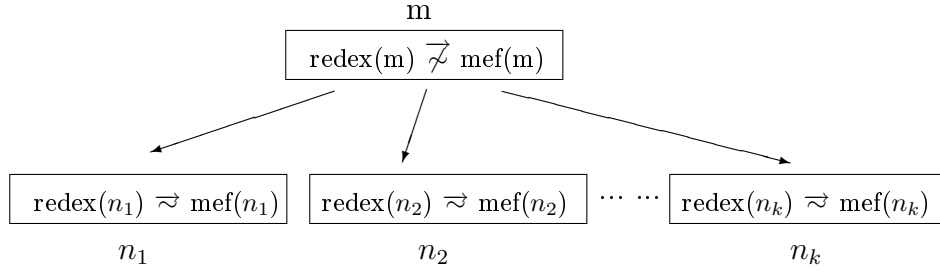 m
redex(m) ⥲̸ mef(m)
redex(n₁) ⥲ mef(n₁) redex(n₂) ⥲ mef(n₂) ... ... redex(nₖ) ⥲ mef(nₖ)
n₁ n₂ nₖ